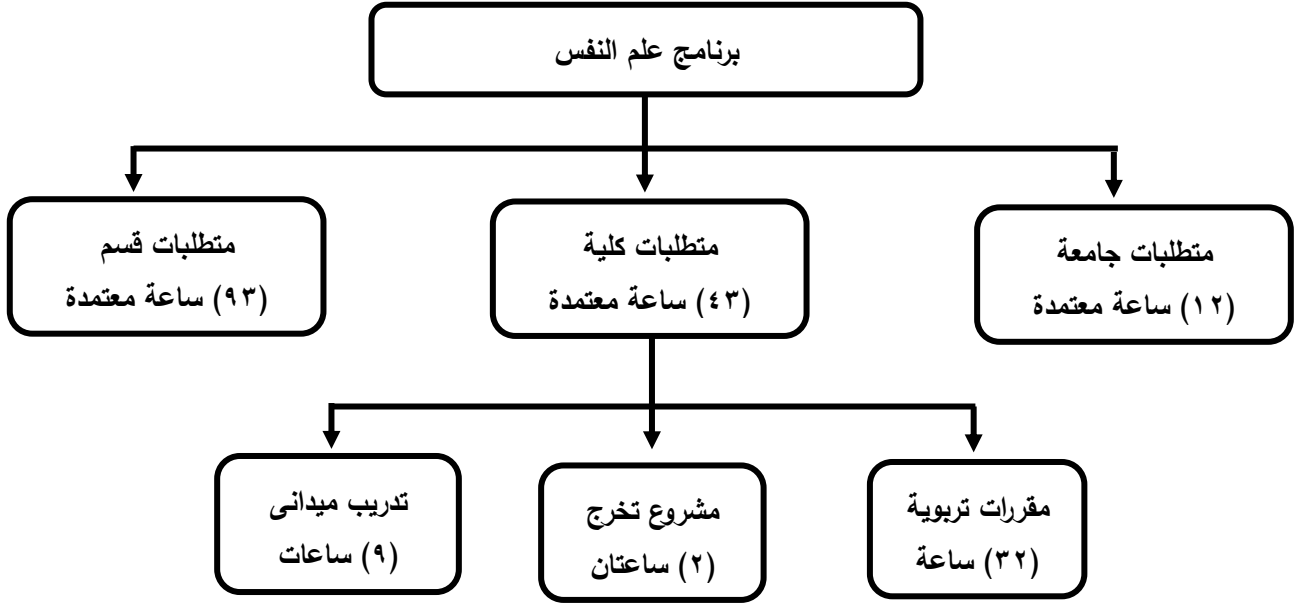 برنامج علم النفس
متطلبات جامعة
(١٢) ساعة معتمدة
متطلبات كلية
(٤٣) ساعة معتمدة
متطلبات قسم
(٩٣) ساعة معتمدة
مقررات تربوية
(٣٢) ساعة
مشروع تخرج
(٢) ساعتان
تدريب ميدانى
(٩) ساعات